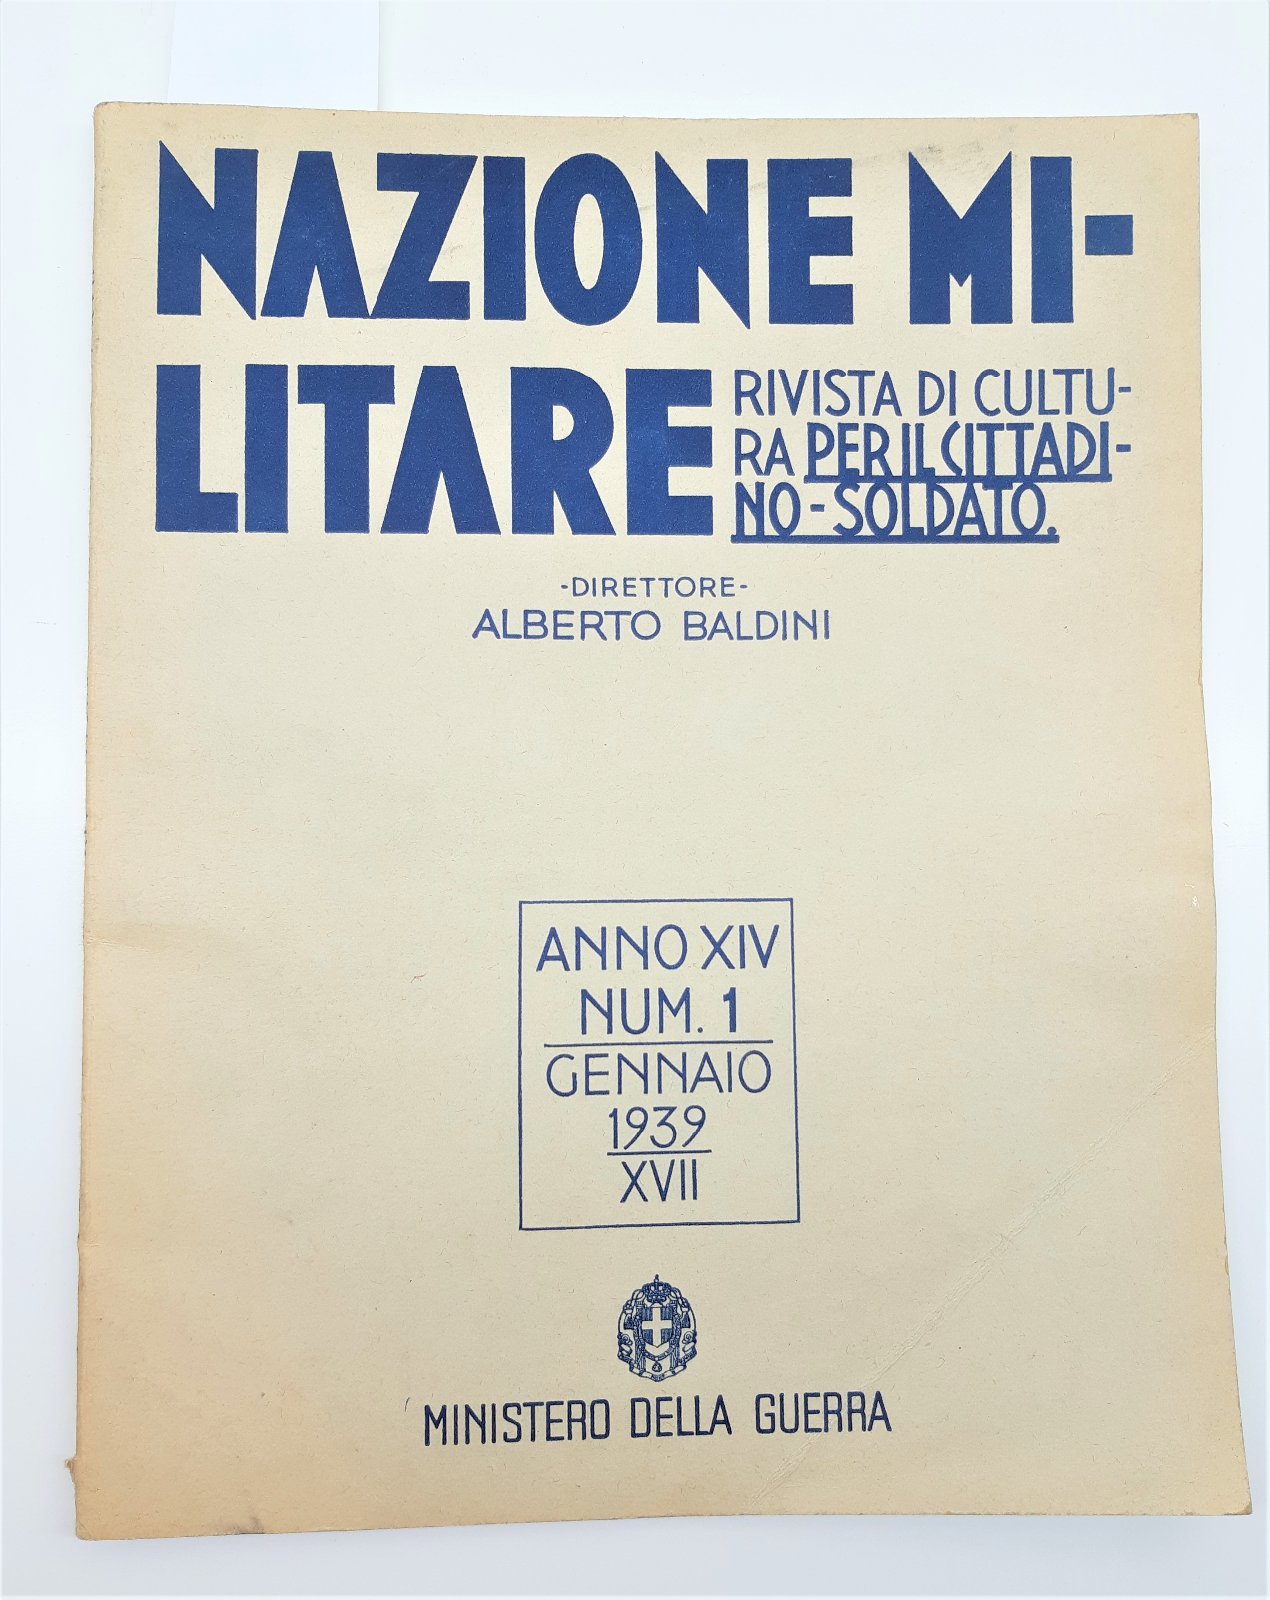 NAZIONE MI-
LITARE
RIVISTA DI CULTU-
RA PER IL CITTADI-
NO-SOLDATO.
-DIRETTORE-
ALBERTO BALDINI
ANNO XIV
NUM. 1
GENNAIO
1939
XVII
MINISTERO DELLA GUERRA